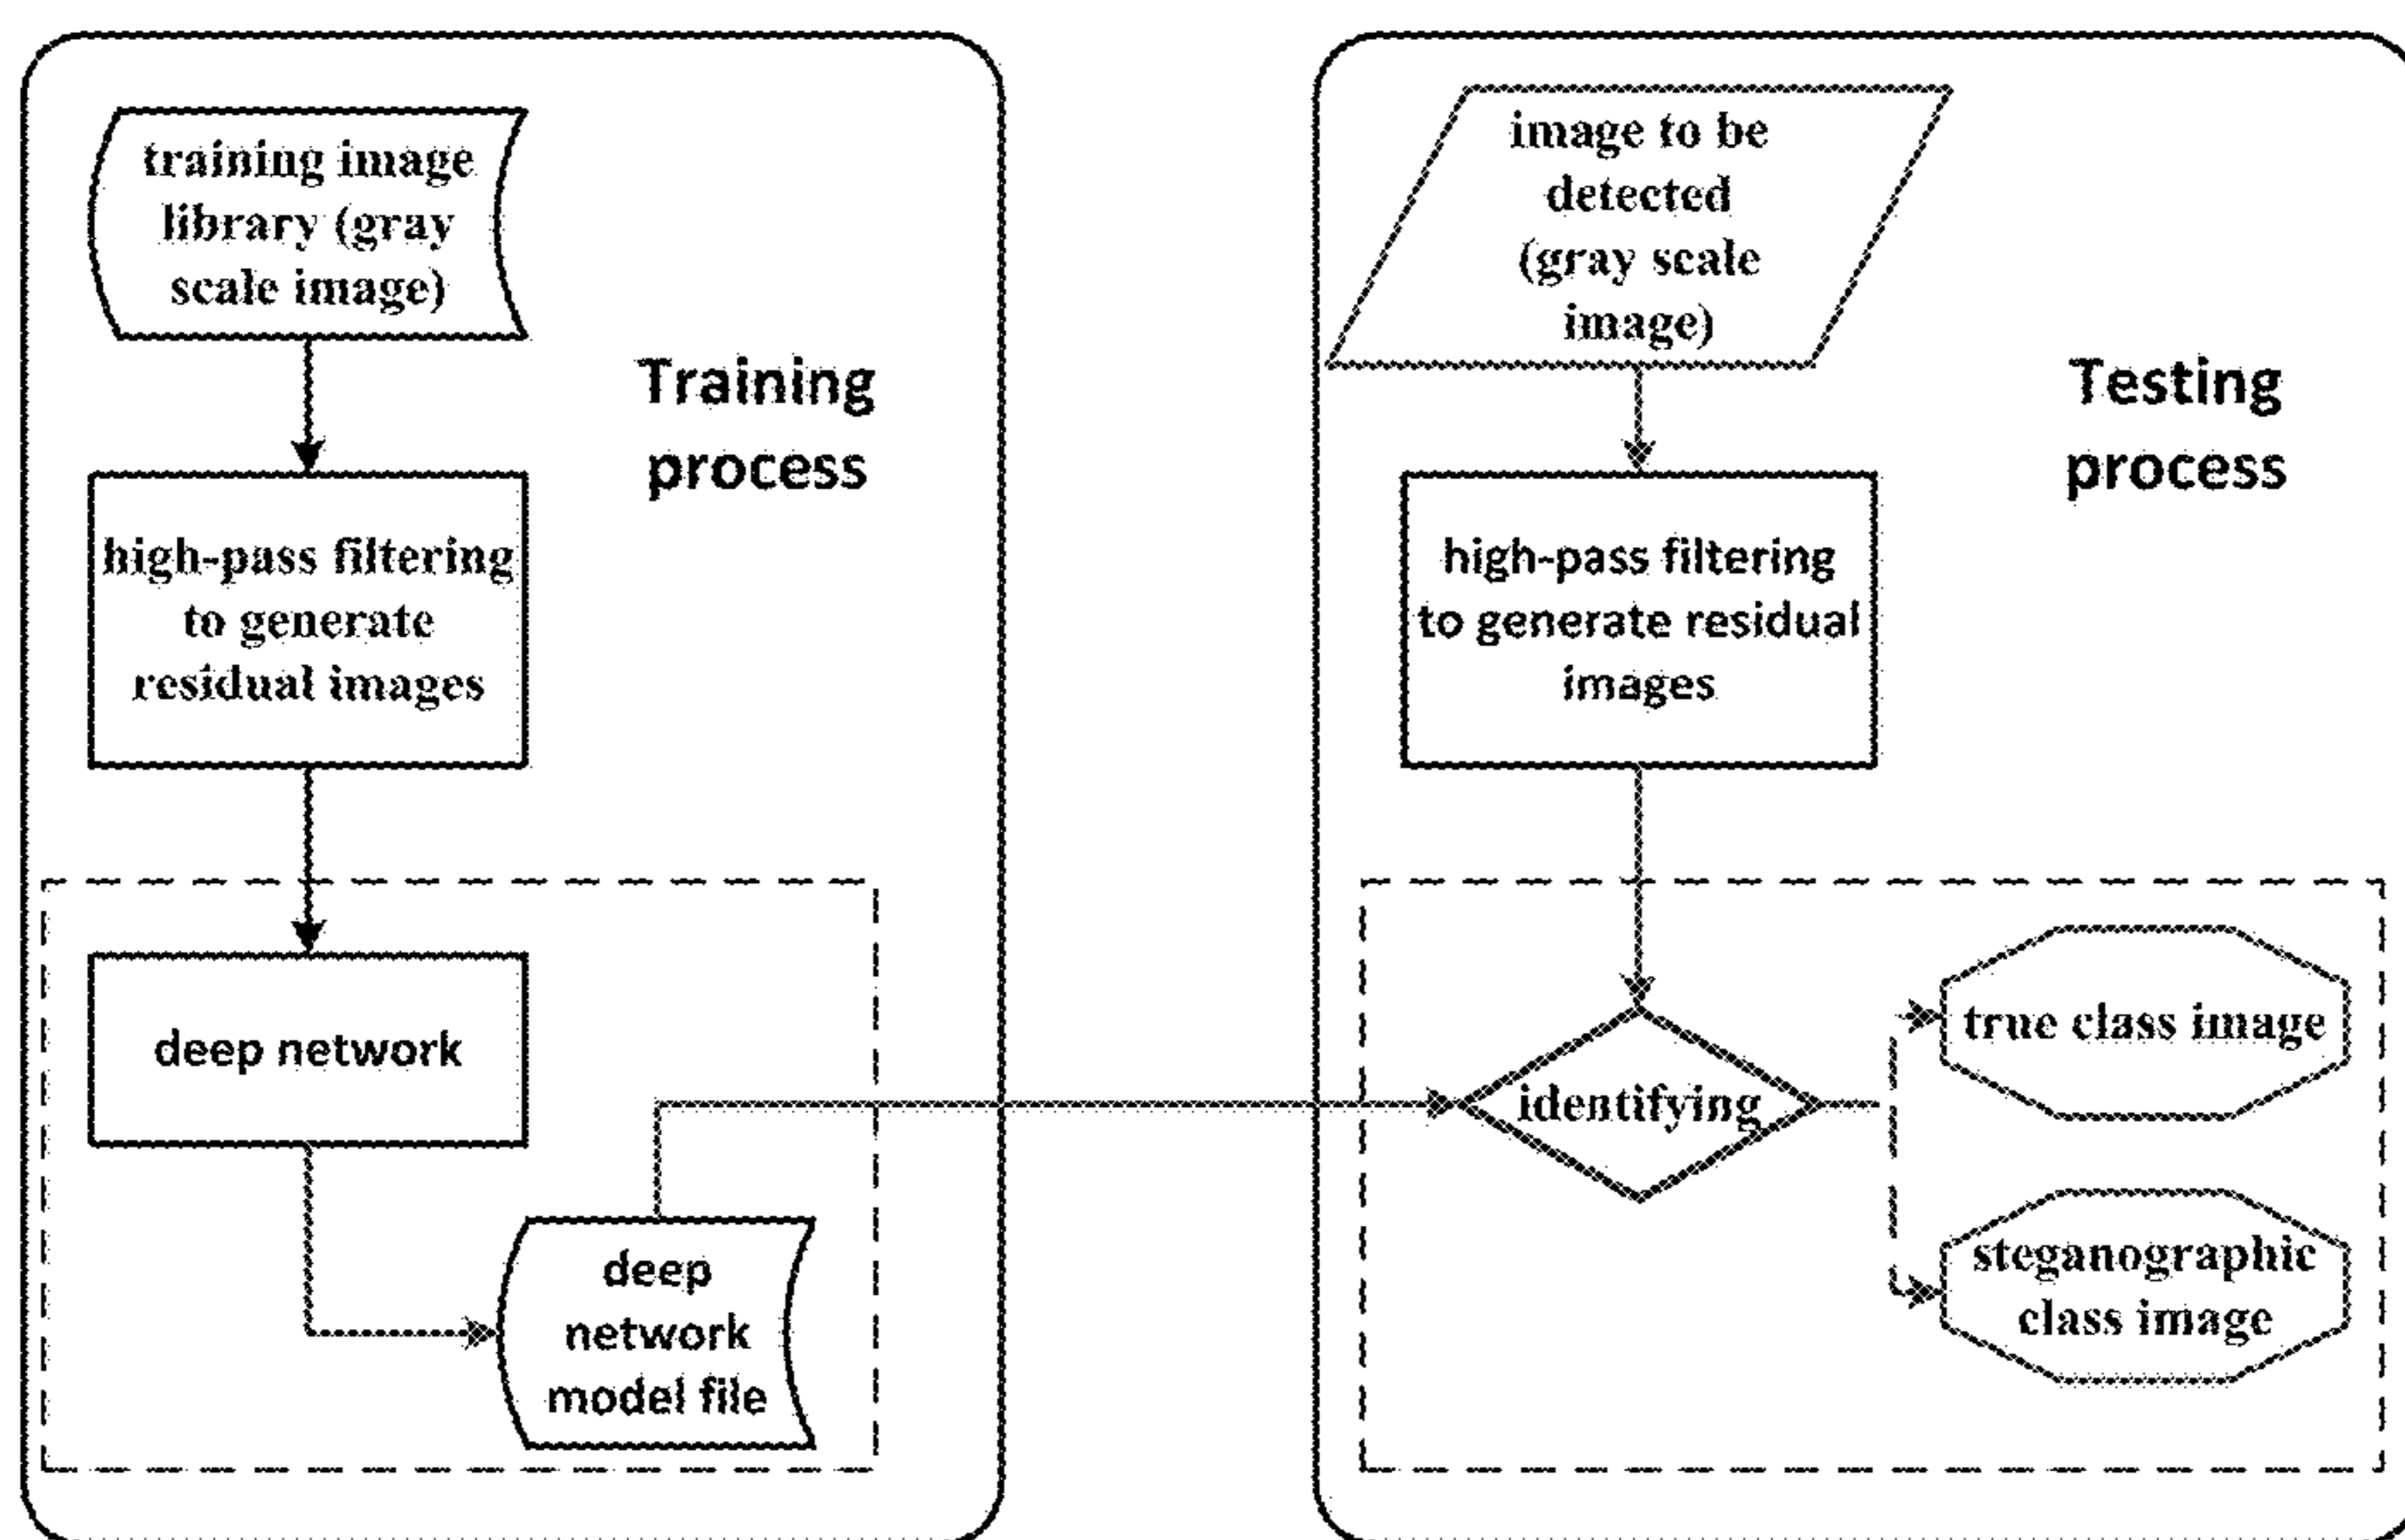 training image
library (gray
scale image)
Training
process
high-pass filtering
to generate
residual images
deep network
deep
network
model file
image to be
detected
(gray scale
image)
Testing
process
high-pass filtering
to generate residual
images
identifying
true class image
steganographic
class image